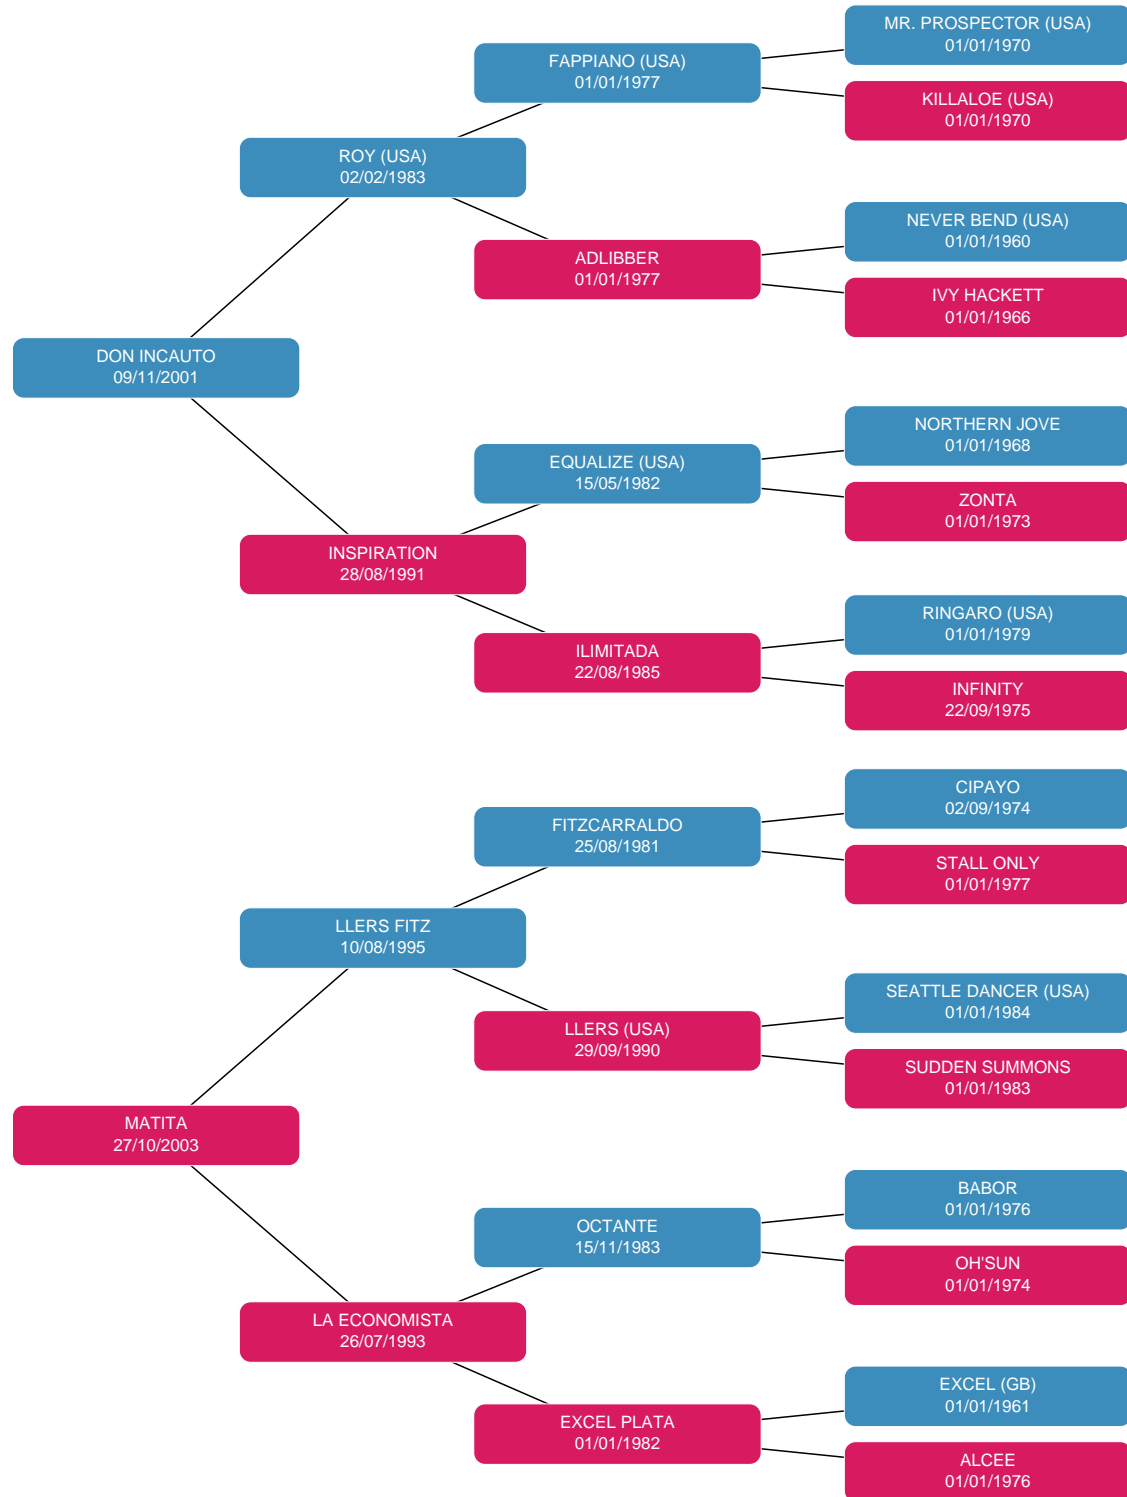 MR. PROSPECTOR (USA)
01/01/1970
FAPPIANO (USA)
01/01/1977
KILLALOE (USA)
01/01/1970
ROY (USA)
02/02/1983
NEVER BEND (USA)
01/01/1960
ADLIBBER
01/01/1977
IVY HACKETT
01/01/1966
DON INCAUTO
09/11/2001
NORTHERN JOVE
01/01/1968
EQUALIZE (USA)
15/05/1982
ZONTA
01/01/1973
INSPIRATION
28/08/1991
RINGARO (USA)
01/01/1979
ILIMITADA
22/08/1985
INFINITY
22/09/1975
CIPAYO
02/09/1974
FITZCARRALDO
25/08/1981
STALL ONLY
01/01/1977
LLERS FITZ
10/08/1995
SEATTLE DANCER (USA)
01/01/1984
LLERS (USA)
29/09/1990
SUDDEN SUMMONS
01/01/1983
MATITA
27/10/2003
BABOR
01/01/1976
OCTANTE
15/11/1983
OH'SUN
01/01/1974
LA ECONOMISTA
26/07/1993
EXCEL (GB)
01/01/1961
EXCEL PLATA
01/01/1982
ALCEE
01/01/1976